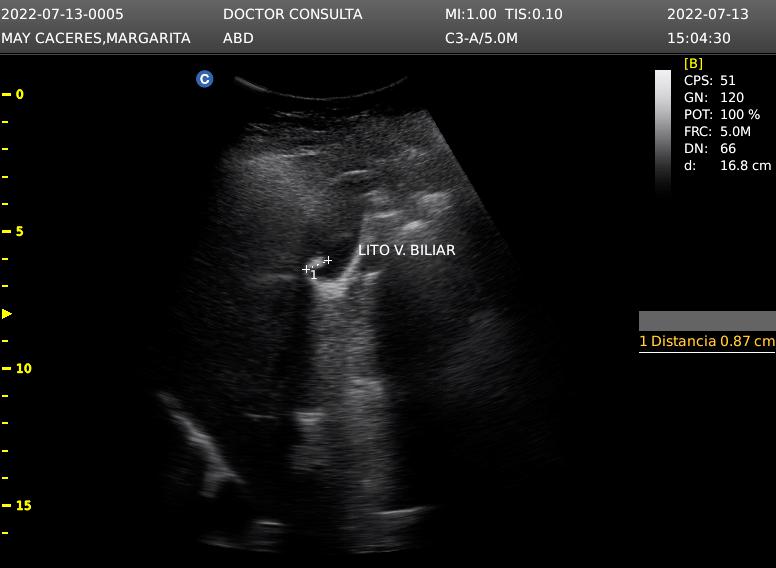 2022-07-13-0005 DOCTOR CONSULTA MI:1.00 TIS:0.10 2022-07-13
MAY CACERES,MARGARITA ABD C3-A/5.0M 15:04:30
C
[B]
CPS: 51
GN: 120
POT: 100 %
FRC: 5.0M
DN: 66
d: 16.8 cm
0
5
10
15
LITO V. BILIAR
1
1 Distancia 0.87 cm